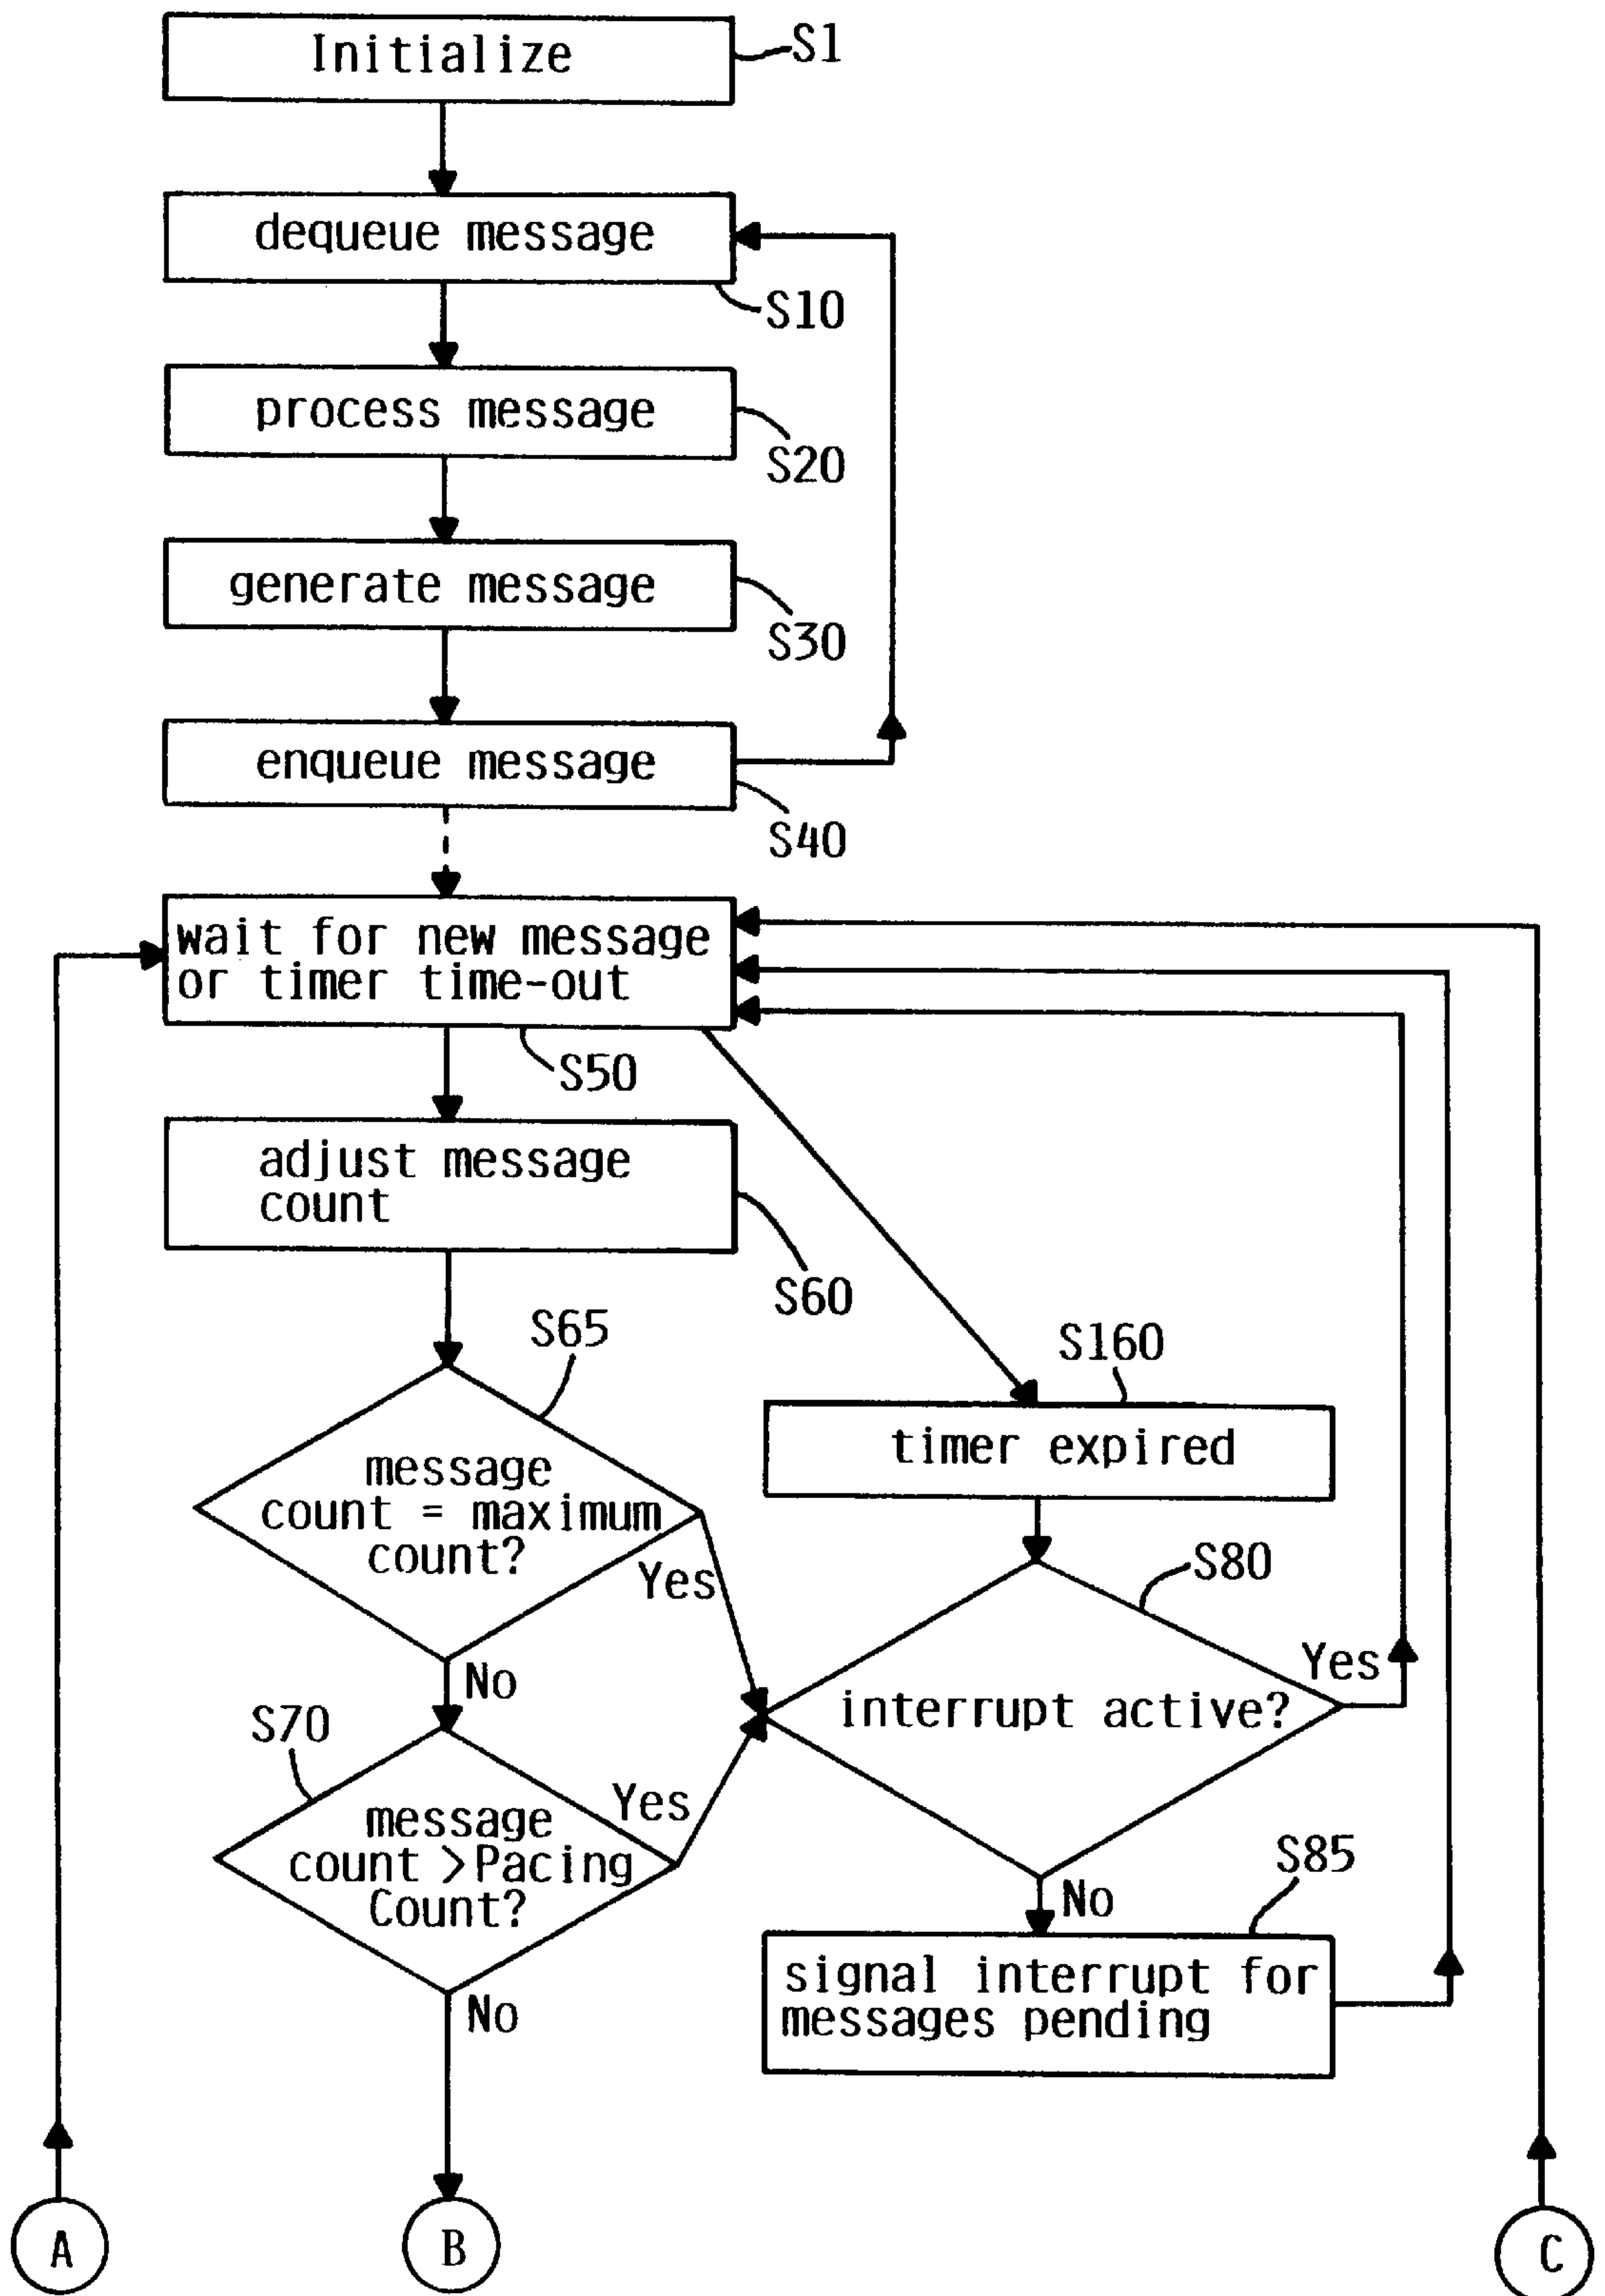 Initialize
S1
dequeue message
S10
process message
S20
generate message
S30
enqueue message
S40
wait for new message
or timer time-out
S50
adjust message
count
S60
S65
message
count = maximum
count?
Yes
No
S160
timer expired
S80
interrupt active?
Yes
No
S70
message
count >Pacing
Count?
Yes
No
S85
signal interrupt for
messages pending
A
B
C